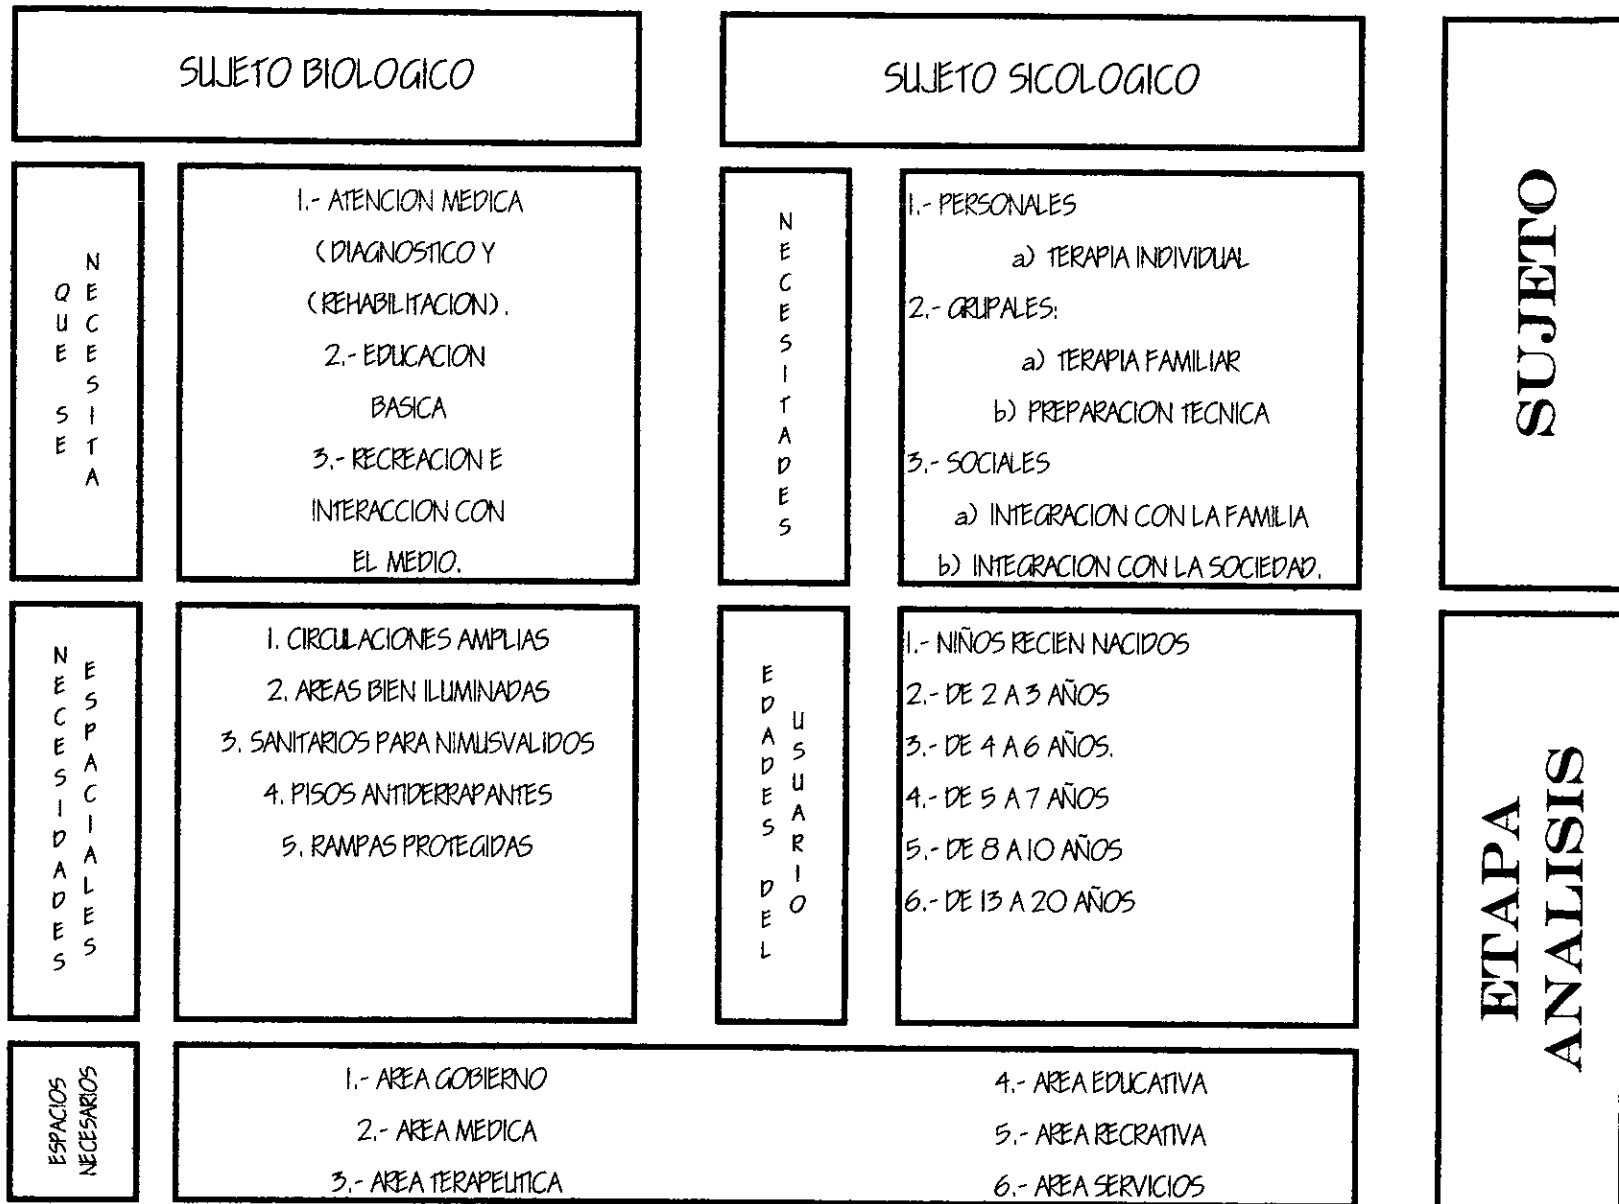 SUJETO BIOLOGICO
QUE SE
NECESITA
1.- ATENCION MEDICA
( DIAGNOSTICO Y
( REHABILITACION) .
2.- EDUCACION
BASICA
3.- RECREACION E
INTERACCION CON
EL MEDIO.
NECESIDADES
ESPACIALES
1. CIRCULACIONES AMPLIAS
2. AREAS BIEN ILUMINADAS
3. SANITARIOS PARA NIMUSVALIDOS
4. PISOS ANTIDERRAPANTES
5. RAMPAS PROTEGIDAS
SUJETO SICOLOGICO
NECESITADES
1.- PERSONALES
a) TERAPIA INDIVIDUAL
2.- GRUPALES:
a) TERAPIA FAMILIAR
b) PREPARACION TECNICA
3.- SOCIALES
a) INTEGRACION CON LA FAMILIA
b) INTEGRACION CON LA SOCIEDAD.
EDADES DEL
USUARIO
1.- NIÑOS RECIEN NACIDOS
2.- DE 2 A 3 AÑOS
3.- DE 4 A 6 AÑOS.
4.- DE 5 A 7 AÑOS
5.- DE 8 A 10 AÑOS
6.- DE 13 A 20 AÑOS
ESPACIOS
NECESARIOS
1.- AREA GOBIERNO
2.- AREA MEDICA
3.- AREA TERAPEUTICA
4.- AREA EDUCATIVA
5.- AREA RECRATIVA
6.- AREA SERVICIOS
SUJETO
ETAPA
ANALISIS